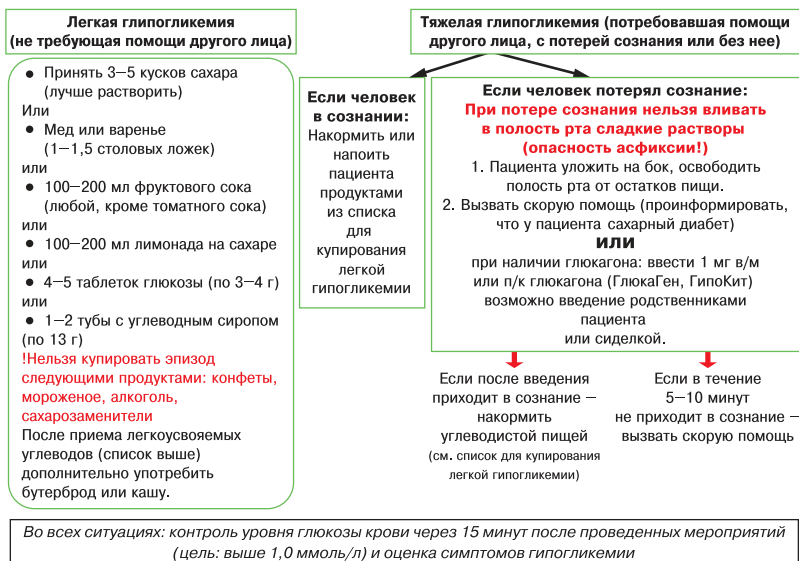 Легкая глипогликемия
(не требующая помощи другого лица)
● Принять 3–5 кусков сахара
(лучше растворить)
Или
● Мед или варенье
(1–1,5 столовых ложек)
или
● 100–200 мл фруктового сока
(любой, кроме томатного сока)
или
● 100–200 мл лимонада на сахаре
или
● 4–5 таблеток глюкозы (по 3–4 г)
или
● 1–2 тубы с углеводным сиропом
(по 13 г)
!Нельзя купировать эпизод
следующими продуктами: конфеты,
мороженое, алкоголь,
сахарозаменители
После приема легкоусвояемых
углеводов (список выше)
дополнительно употребить
бутерброд или кашу.
Тяжелая глипогликемия (потребовавшая помощи
другого лица, с потерей сознания или без нее)
Если человек
в сознании:
Накормить или
напоить
пациента
продуктами
из списка
для
купирования
легкой
гипогликемии
Если человек потерял сознание:
При потере сознания нельзя вливать
в полость рта сладкие растворы
(опасность асфиксии!)
1. Пациента уложить на бок, освободить
полость рта от остатков пищи.
2. Вызвать скорую помощь (проинформировать,
что у пациента сахарный диабет)
ИЛИ
при наличии глюкагона: ввести 1 мг в/м
или п/к глюкагона (ГлюкаГен, ГипоКит)
возможно введение родственниками
пациента
или сиделкой.
Если после введения
приходит в сознание –
накормить
углеводистой пищей
(см. список для купирования
легкой гипогликемии)
Если в течение
5–10 минут
не приходит в сознание –
вызвать скорую помощь
Во всех ситуациях: контроль уровня глюкозы крови через 15 минут после проведенных мероприятий
(цель: выше 1,0 ммоль/л) и оценка симптомов гипогликемии